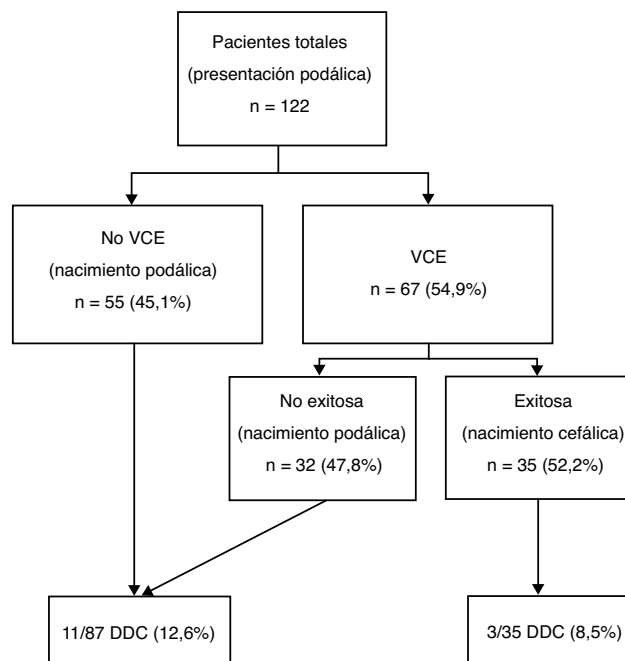 Pacientes totales
(presentación podálica)
n = 122
No VCE
(nacimiento podálica)
n = 55 (45,1%)
VCE
n = 67 (54,9%)
No exitosa
(nacimiento podálica)
n = 32 (47,8%)
Exitosa
(nacimiento cefálica)
n = 35 (52,2%)
11/87 DDC (12,6%)
3/35 DDC (8,5%)